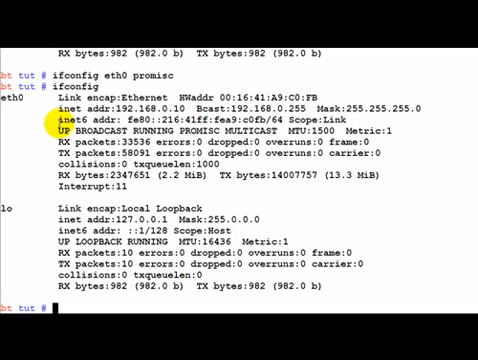 RX bytes:982 (982.0 b) TX bytes:982 (982.0 b)
bt tut # ifconfig eth0 promisc
bt tut # ifconfig
eth0 Link encap:Ethernet HWaddr 00:16:41:A9:C0:FB
inet addr:192.168.0.10 Bcast:192.168.0.255 Mask:255.255.255.0
inet6 addr: fe80::216:41ff:fea9:c0fb/64 Scope:Link
UP BROADCAST RUNNING PROMISC MULTICAST MTU:1500 Metric:1
RX packets:33536 errors:0 dropped:0 overruns:0 frame:0
TX packets:58091 errors:0 dropped:0 overruns:0 carrier:0
collisions:0 txqueuelen:1000
RX bytes:2347651 (2.2 MiB) TX bytes:14007757 (13.3 MiB)
Interrupt:11
lo Link encap:Local Loopback
inet addr:127.0.0.1 Mask:255.0.0.0
inet6 addr: ::1/128 Scope:Host
UP LOOPBACK RUNNING MTU:16436 Metric:1
RX packets:10 errors:0 dropped:0 overruns:0 frame:0
TX packets:10 errors:0 dropped:0 overruns:0 carrier:0
collisions:0 txqueuelen:0
RX bytes:982 (982.0 b) TX bytes:982 (982.0 b)
bt tut #